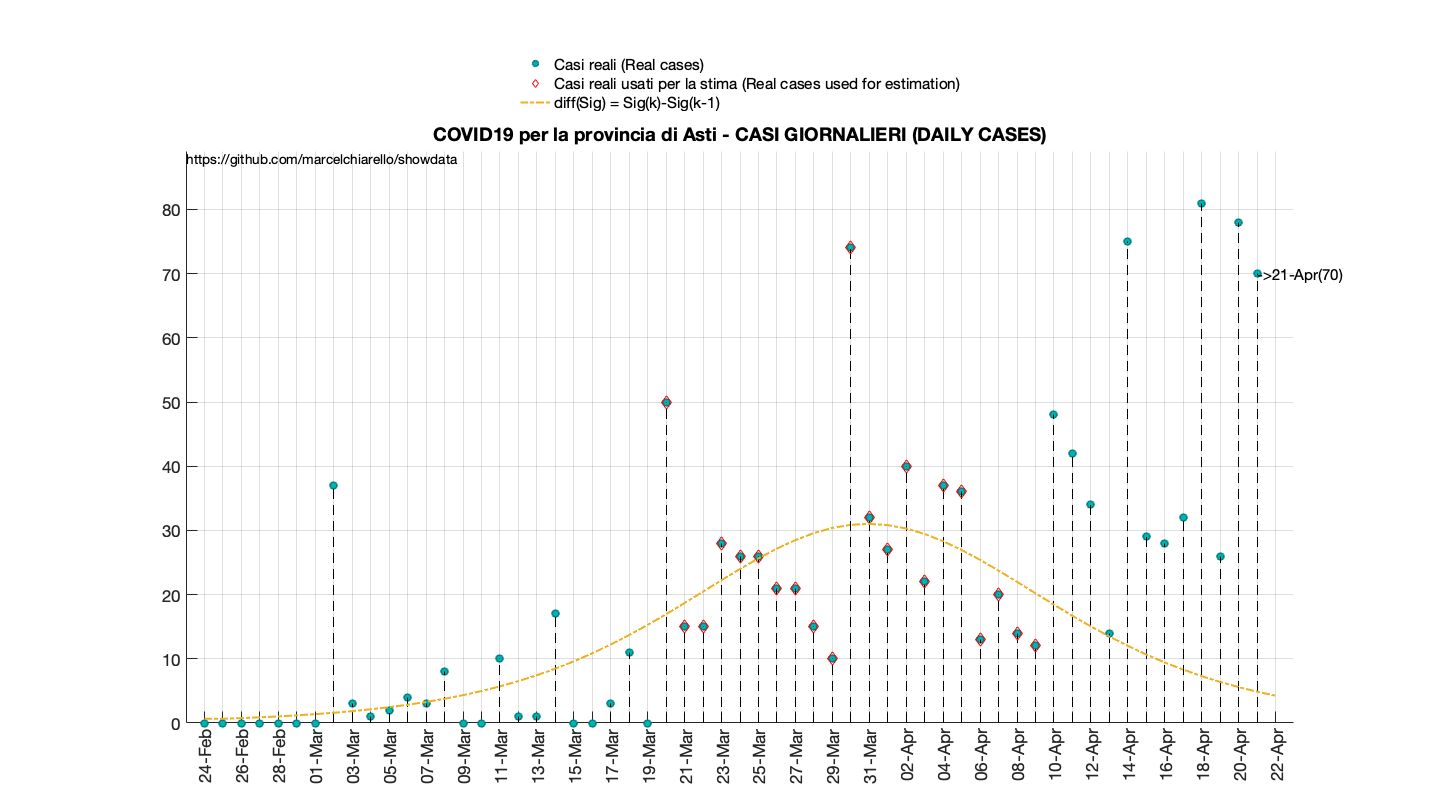 Casi reali (Real cases)
Casi reali usati per la stima (Real cases used for estimation)
diff(Sig) = Sig(k)-Sig(k-1)
COVID19 per la provincia di Asti - CASI GIORNALIERI (DAILY CASES)
https://github.com/marcelchiarello/showdata
80
70
60
50
40
30
20
10
0
->21-Apr(70)
24-Feb
26-Feb
28-Feb
01-Mar
03-Mar
05-Mar
07-Mar
09-Mar
11-Mar
13-Mar
15-Mar
17-Mar
19-Mar
21-Mar
23-Mar
25-Mar
27-Mar
29-Mar
31-Mar
02-Apr
04-Apr
06-Apr
08-Apr
10-Apr
12-Apr
14-Apr
16-Apr
18-Apr
20-Apr
22-Apr